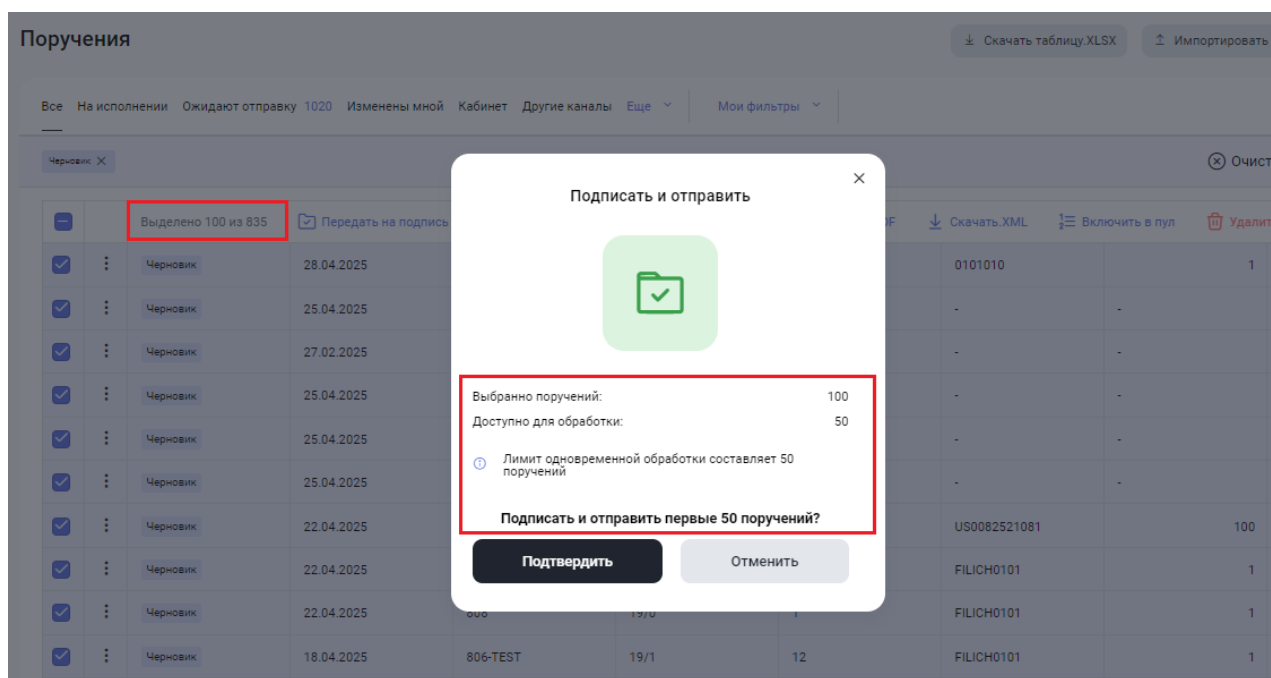 Поручения
Скачать таблицу.XLSX
Импортировать
Все На исполнении Ожидают отправку 1020 Изменены мной Кабинет Другие каналы Еще Мои фильтры
Черновик
Очист
Подписать и отправить
Выделено 100 из 835 Передать на подпись DF Скачать.XML Включить в пул Удалит
Черновик 28.04.2025 0101010 1
Черновик 25.04.2025 - -
Черновик 27.02.2025 - -
Черновик 25.04.2025 - -
Выбранно поручений: 100
Доступно для обработки: 50
Черновик 25.04.2025 - -
Лимит одновременной обработки составляет 50
поручений
Черновик 25.04.2025 - -
Подписать и отправить первые 50 поручений?
Черновик 22.04.2025 US0082521081 100
Подтвердить Отменить
Черновик 22.04.2025 FILICH0101 1
Черновик 22.04.2025 808 19/0 1 FILICH0101 1
Черновик 18.04.2025 806-TEST 19/1 12 FILICH0101 1